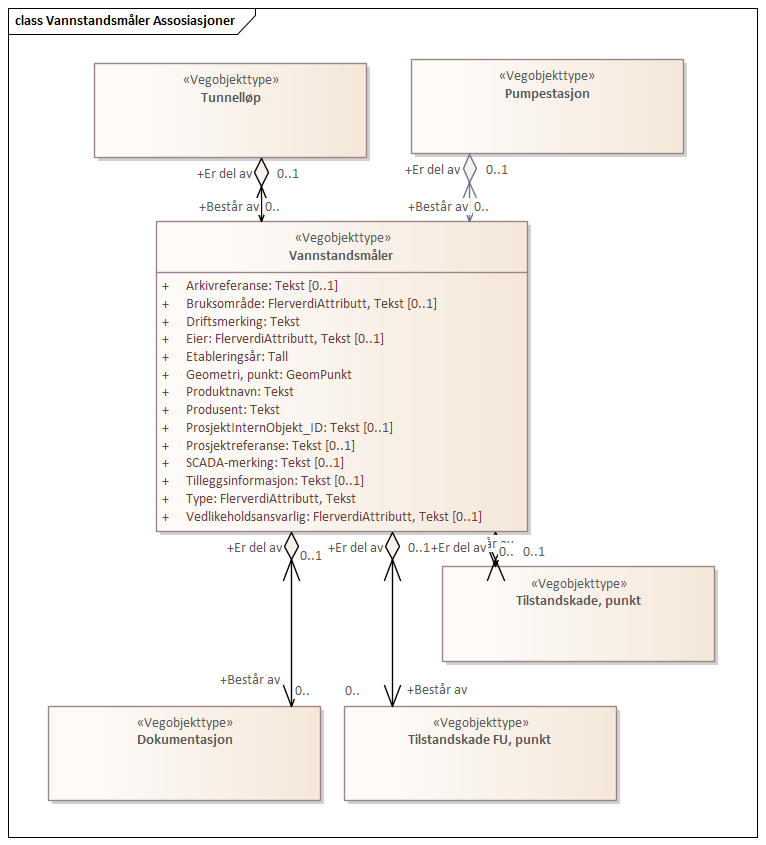 class Vannstandsmåler Assosiasjoner
«Vegobjekttype»
Tunnelløp
«Vegobjekttype»
Pumpestasjon
+Er del av 0..1
+Er del av 0..1
+Består av 0..
+Består av 0..
«Vegobjekttype»
Vannstandsmåler
+ Arkivreferanse: Tekst [0..1]
+ Bruksområde: FlerverdiAttributt, Tekst [0..1]
+ Driftsmerking: Tekst
+ Eier: FlerverdiAttributt, Tekst [0..1]
+ Etableringsår: Tall
+ Geometri, punkt: GeomPunkt
+ Produktnavn: Tekst
+ Produsent: Tekst
+ ProsjektInternObjekt_ID: Tekst [0..1]
+ Prosjektreferanse: Tekst [0..1]
+ SCADA-merking: Tekst [0..1]
+ Tilleggsinformasjon: Tekst [0..1]
+ Type: FlerverdiAttributt, Tekst
+ Vedlikeholdsansvarlig: FlerverdiAttributt, Tekst [0..1]
+Er del av 0..1
+Er del av 0..1
+Er del av 0.. 0..1
«Vegobjekttype»
Tilstandskade, punkt
+Består av 0..
0.. +Består av
«Vegobjekttype»
Dokumentasjon
«Vegobjekttype»
Tilstandskade FU, punkt